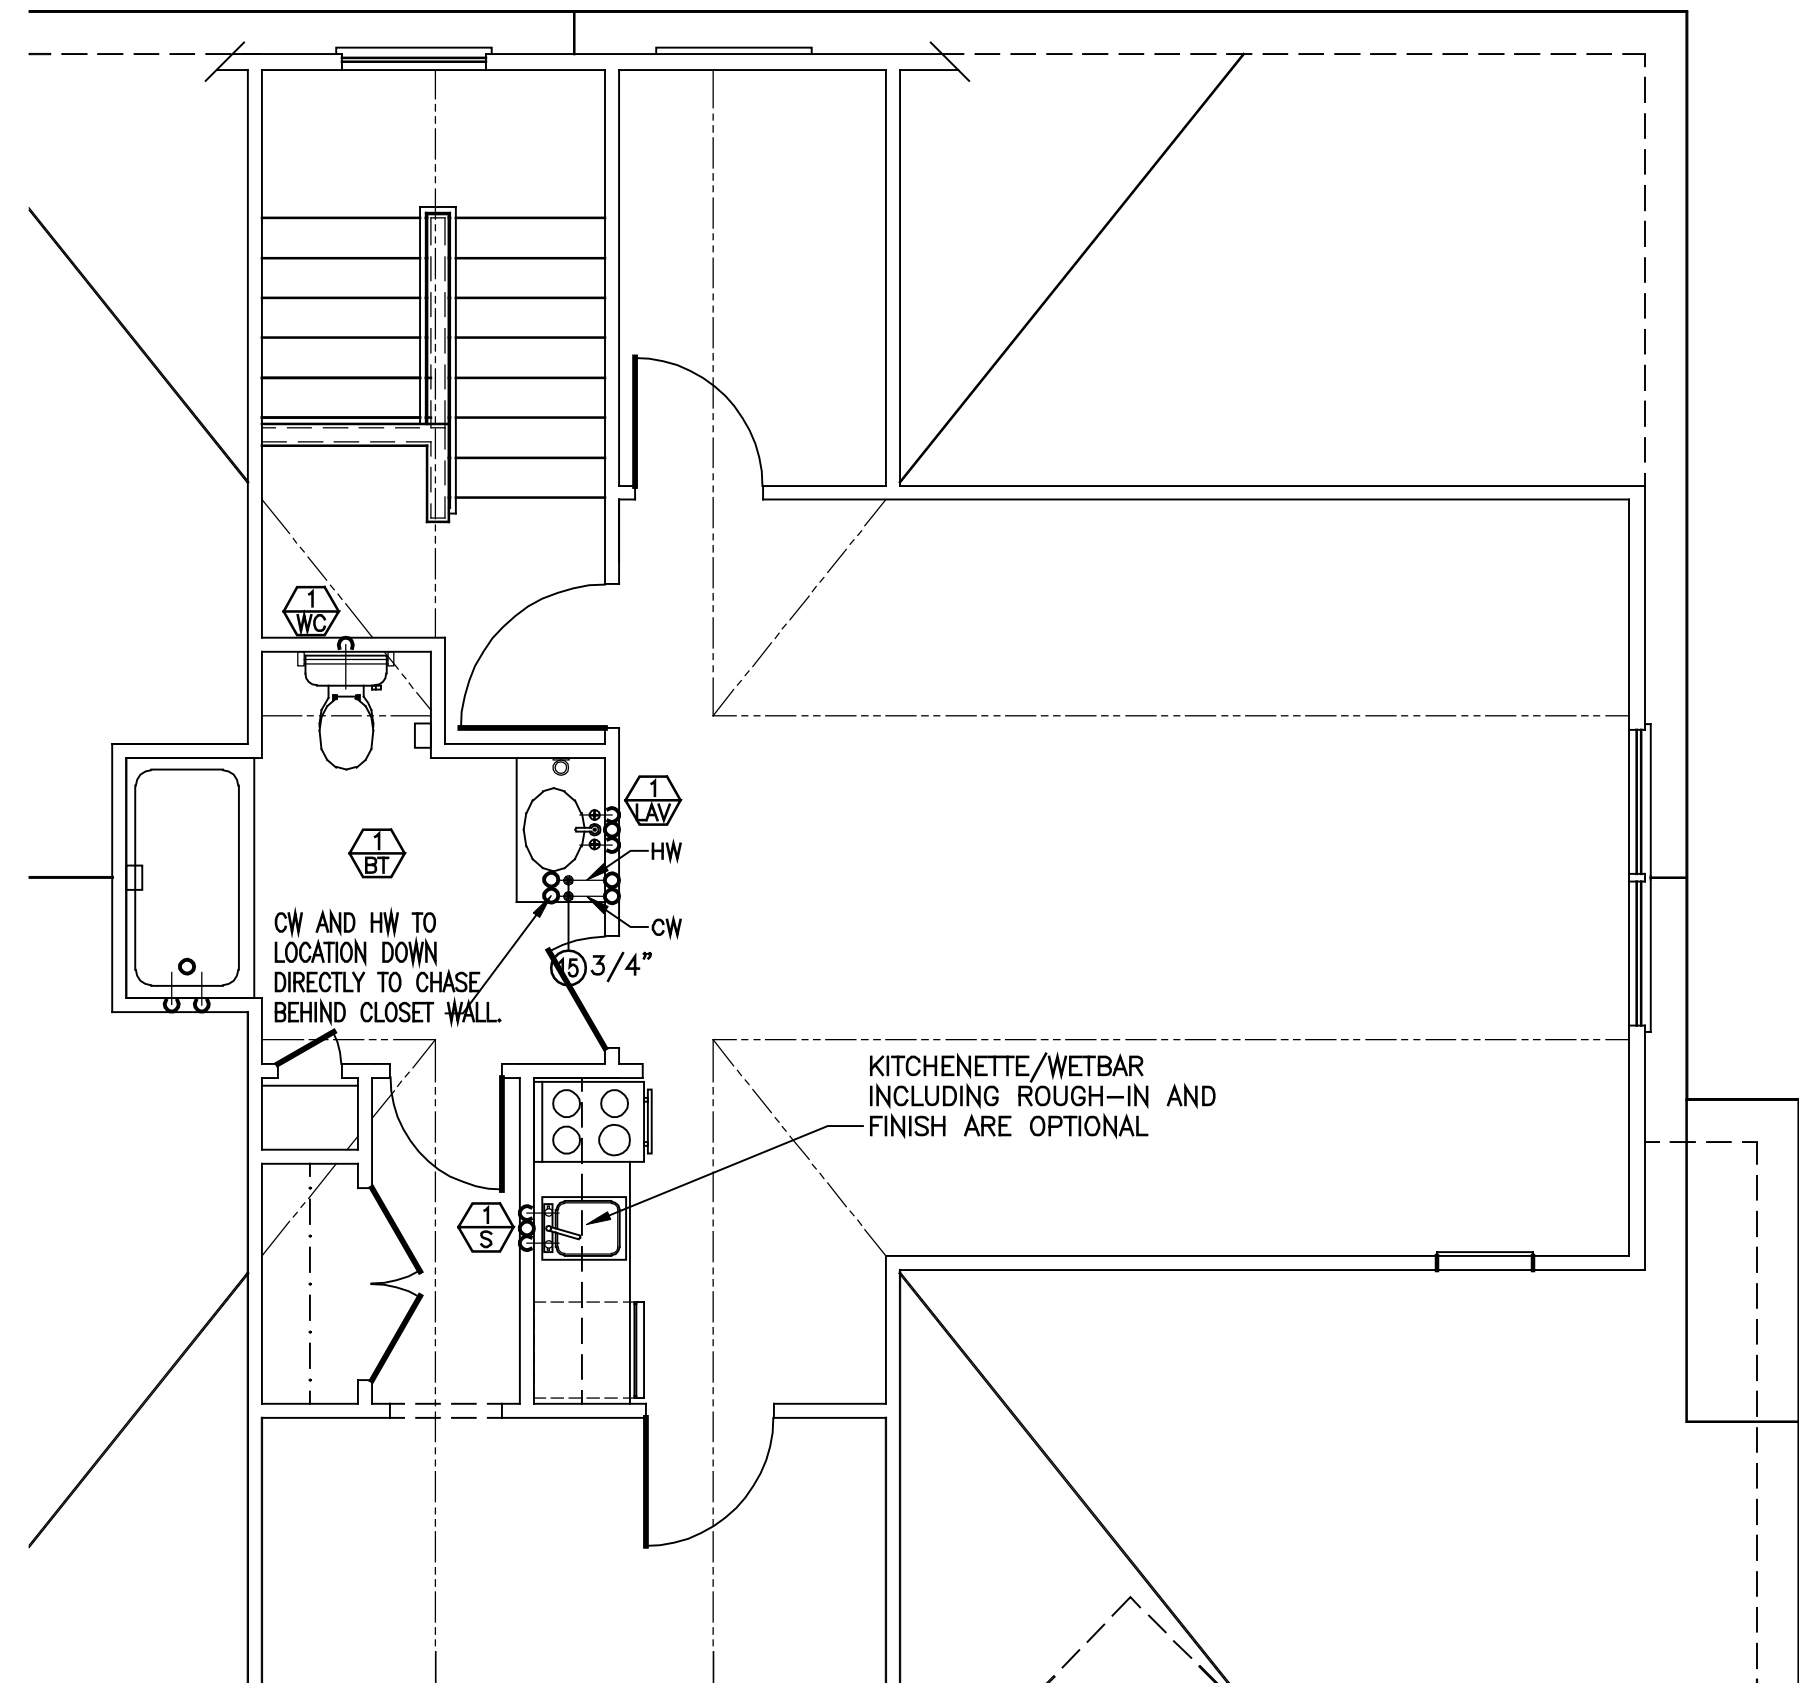 1
WC
1
LAV
HW
1
BT
CW AND HW TO
LOCATION DOWN
DIRECTLY TO CHASE
BEHIND CLOSET WALL.
CW
15 3/4"
KITCHENETTE/WETBAR
INCLUDING ROUGH-IN AND
FINISH ARE OPTIONAL
1
S